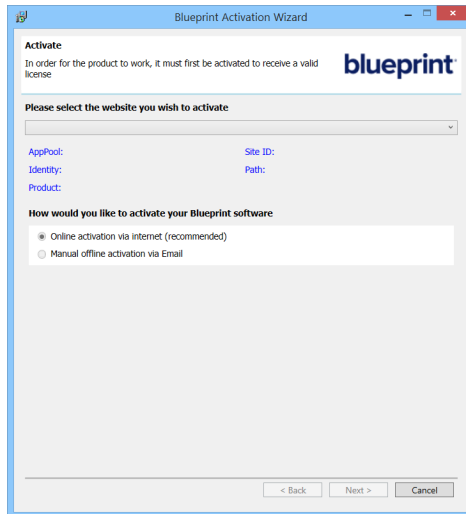 Blueprint Activation Wizard
Activate
In order for the product to work, it must first be activated to receive a valid
license
blueprint
Please select the website you wish to activate
AppPool:
Site ID:
Identity:
Path:
Product:
How would you like to activate your Blueprint software
Online activation via internet (recommended)
Manual offline activation via Email
< Back
Next >
Cancel